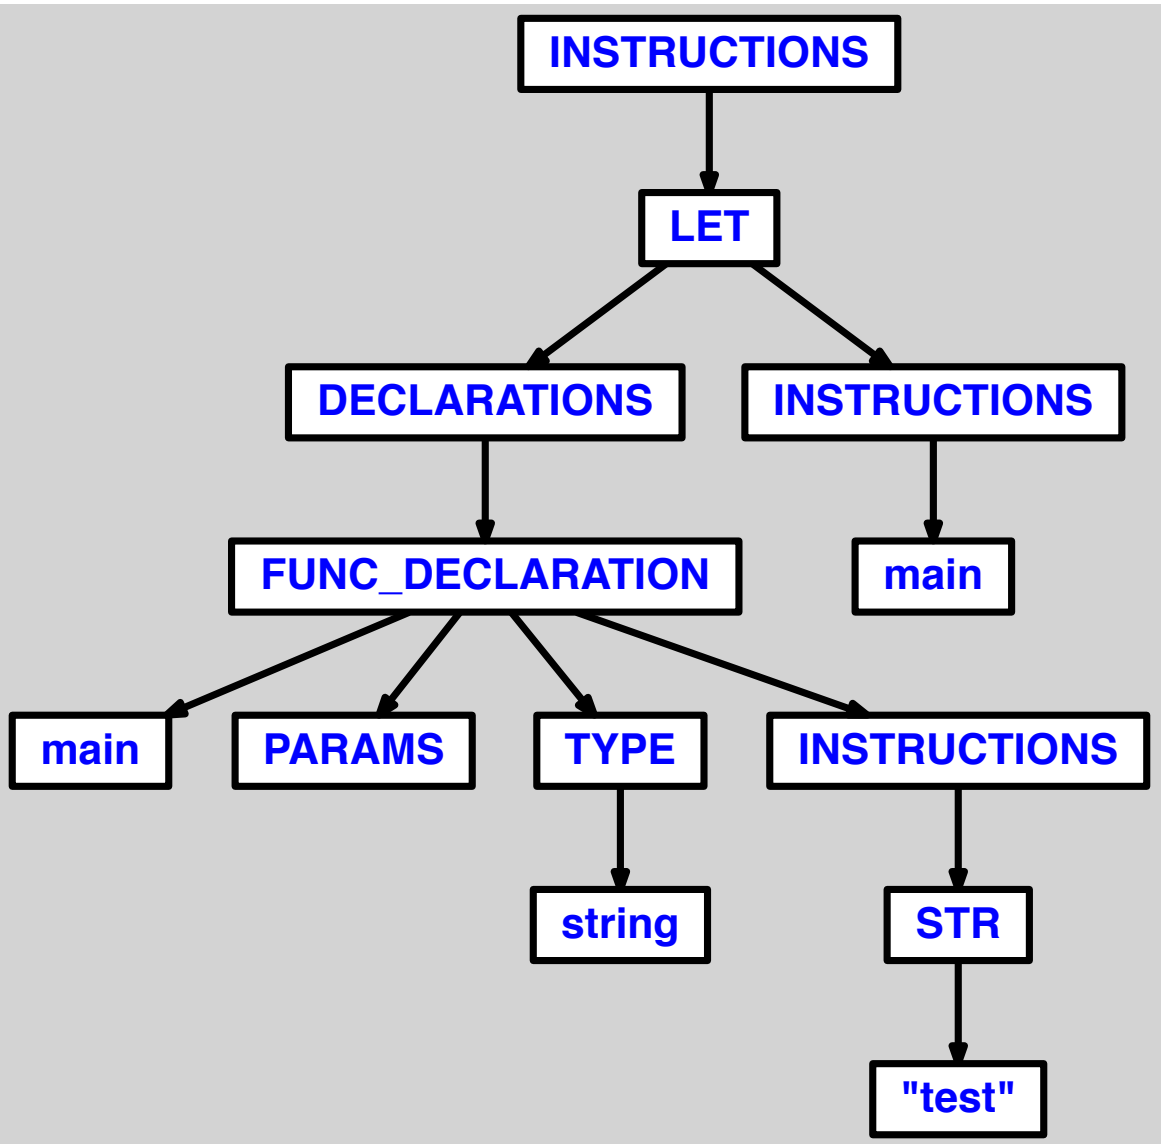 INSTRUCTIONS
LET
DECLARATIONS
INSTRUCTIONS
FUNC_DECLARATION
main
main
PARAMS
TYPE
INSTRUCTIONS
string
STR
"test"